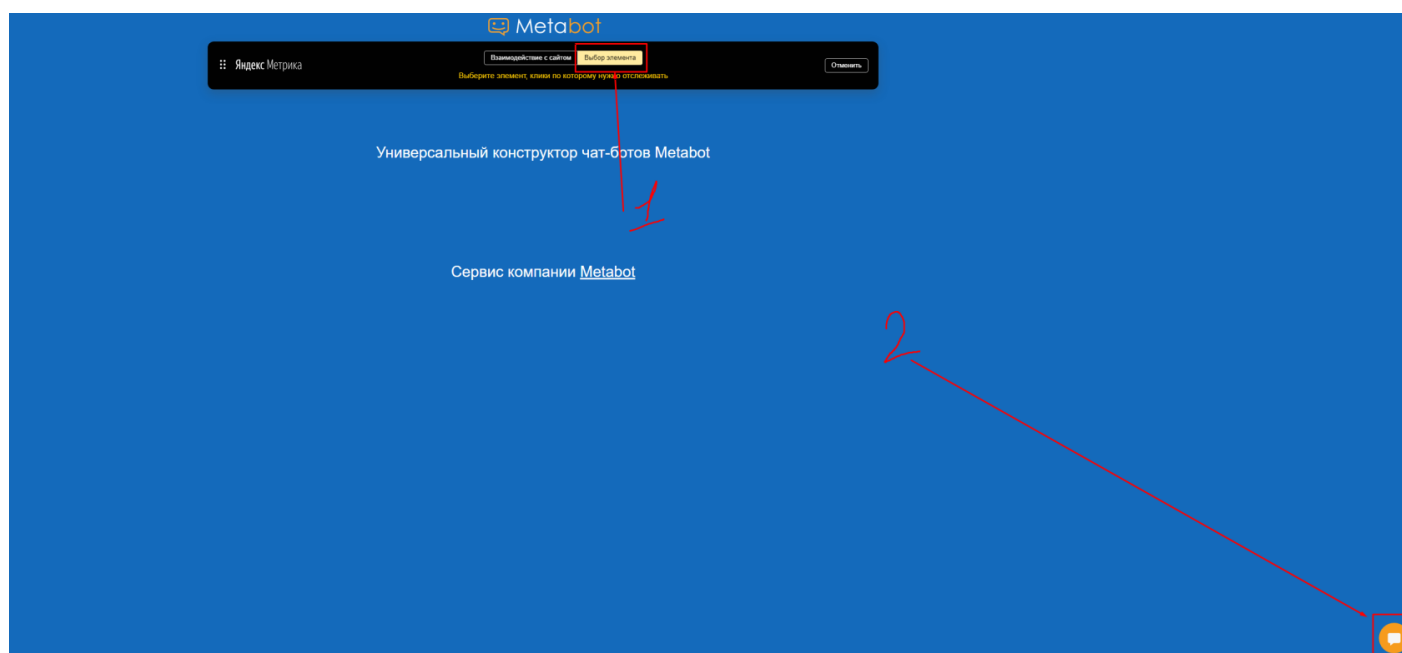 Metabot
Яндекс Метрика
Взаимодействие с сайтом
Выбор элемента
Отменить
Выберите элемент, клики по которому нужно отслеживать
Универсальный конструктор чат-ботов Metabot
1
Сервис компании Metabot
2